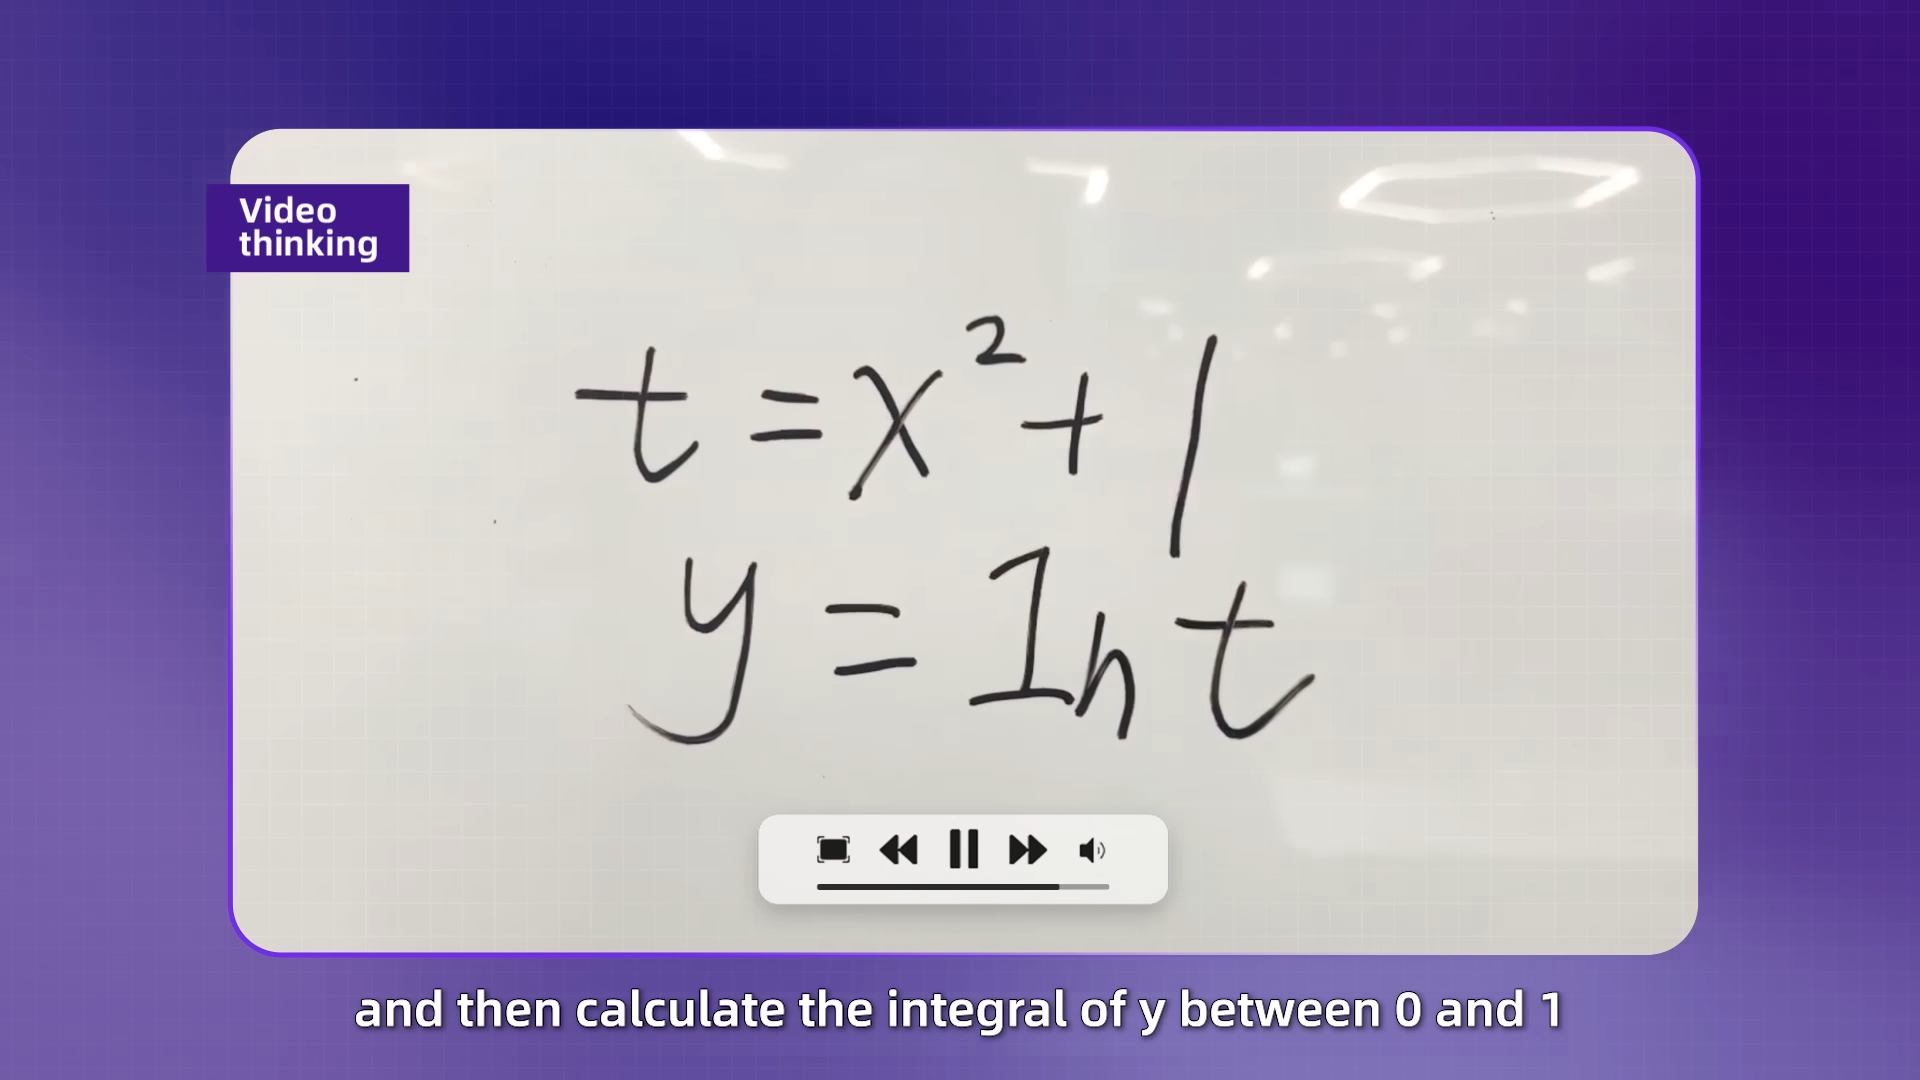 Video
thinking
t = x² + 1
y = ln t
and then calculate the integral of y between 0 and 1